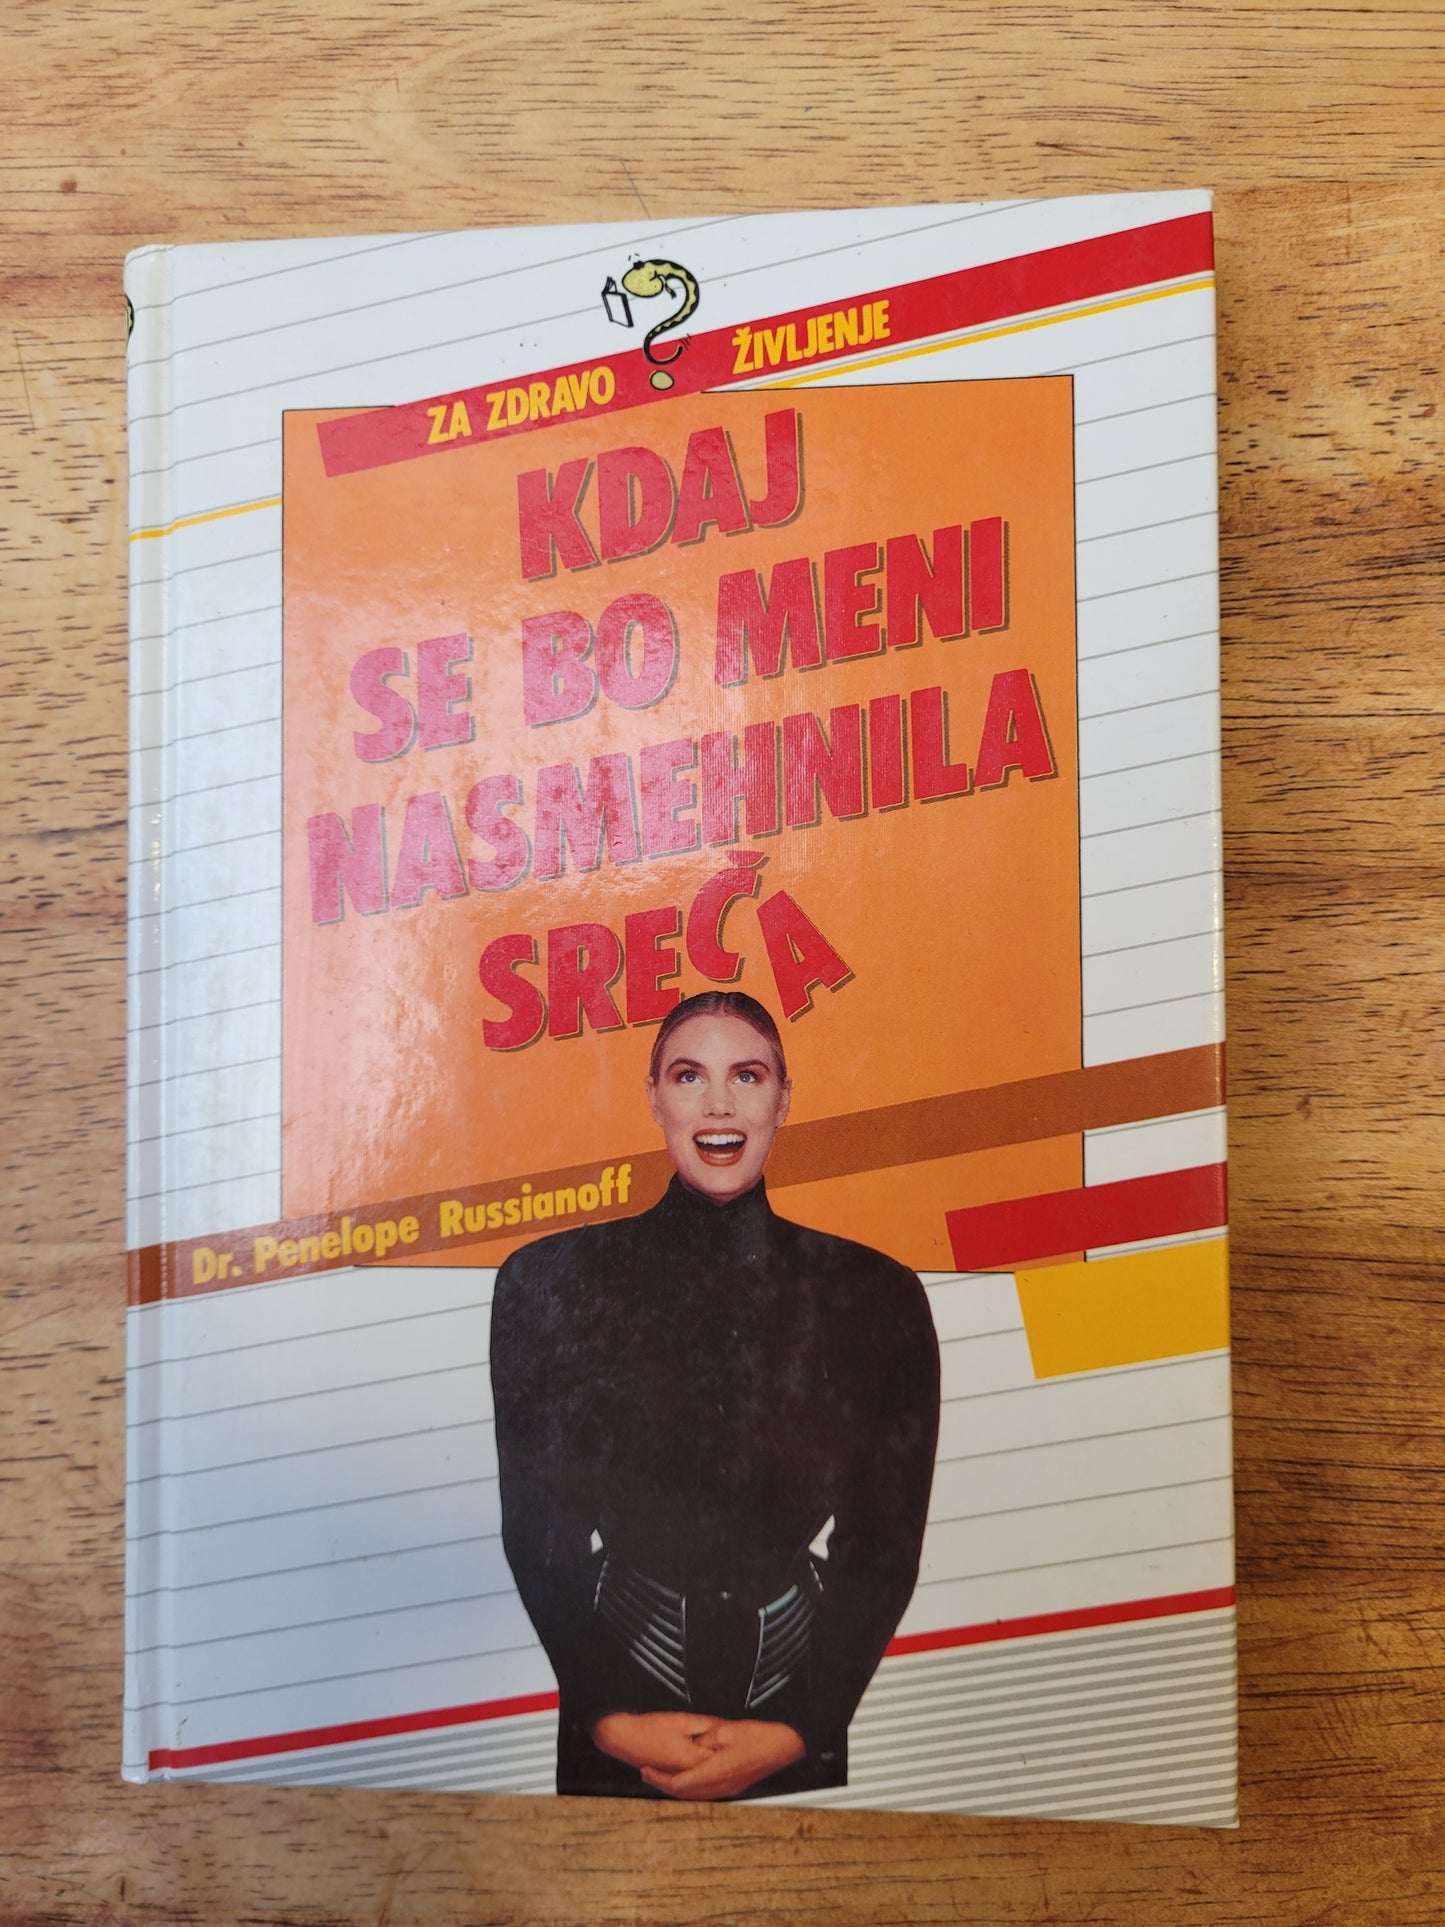 ZA ZDRAVO ŽIVLJENJE
KDAJ
SE BO MENI
NASMEHNILA
SREČA
Dr. Penelope Russianoff